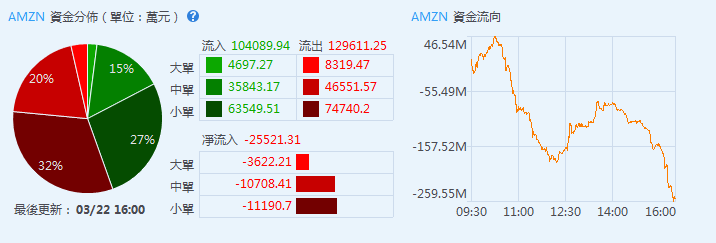 AMZN 資金分佈 ( 單位：萬元 ) ?
15%
27%
32%
20%
最後更新： 03/22 16:00
流入 104089.94 流出 129611.25
大單 4697.27 8319.47
中單 35843.17 46551.57
小單 63549.51 74740.2
淨流入 -25521.31
大單 -3622.21
中單 -10708.41
小單 -11190.7
AMZN 資金流向
46.54M
-55.49M
-157.52M
-259.55M
09:30 11:00 12:30 14:00 16:00